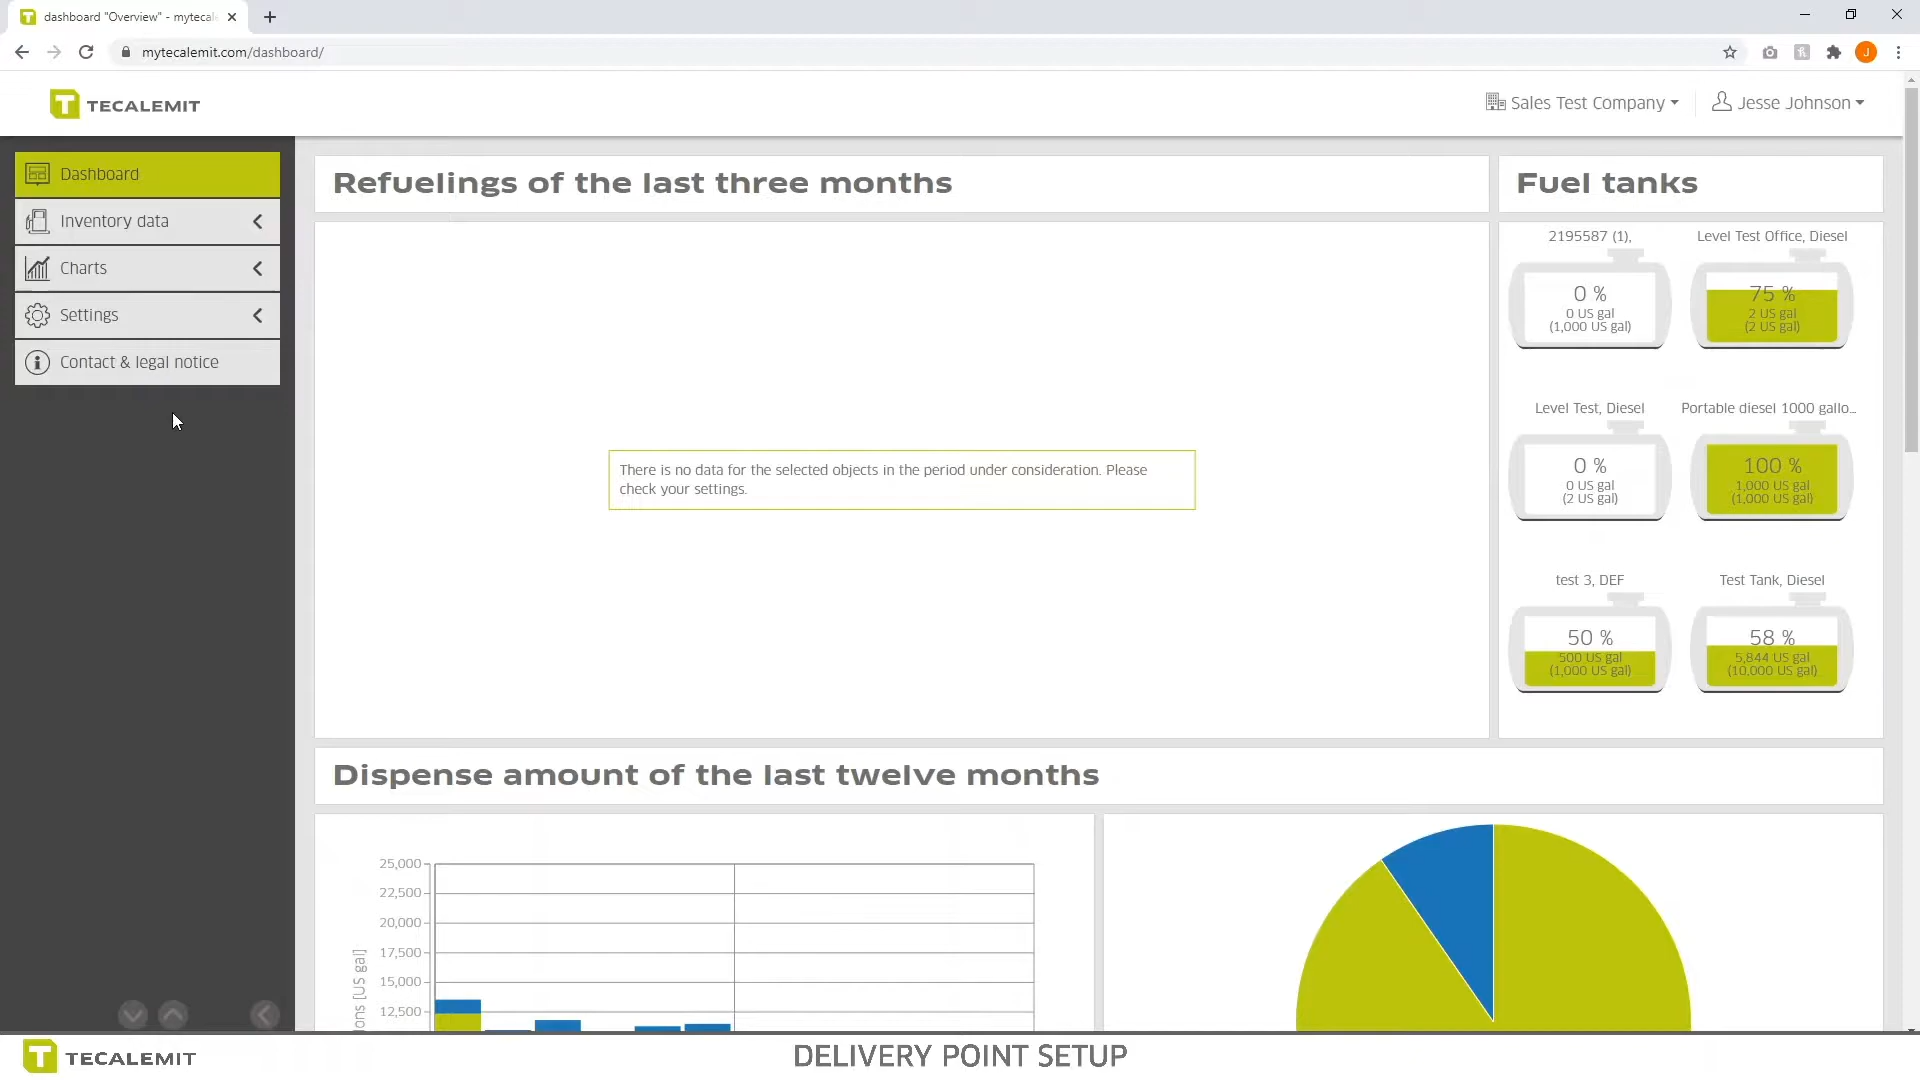 dashboard "Overview" - mytecale
mytecalemit.com/dashboard/
J
T TECALEMIT
Sales Test Company
Jesse Johnson
Dashboard
Inventory data
Charts
Settings
Contact & legal notice
Refuelings of the last three months
There is no data for the selected objects in the period under consideration. Please
check your settings.
Fuel tanks
2195587 (1),
0 %
0 US gal
(1,000 US gal)
Level Test Office, Diesel
75 %
2 US gal
(2 US gal)
Level Test, Diesel
0 %
0 US gal
(2 US gal)
Portable diesel 1000 gallo...
100 %
1,000 US gal
(1,000 US gal)
test 3, DEF
50 %
500 US gal
(1,000 US gal)
Test Tank, Diesel
58 %
5,844 US gal
(10,000 US gal)
Dispense amount of the last twelve months
25,000
22,500
20,000
17,500
15,000
12,500
ons [US gal]
T TECALEMIT
DELIVERY POINT SETUP